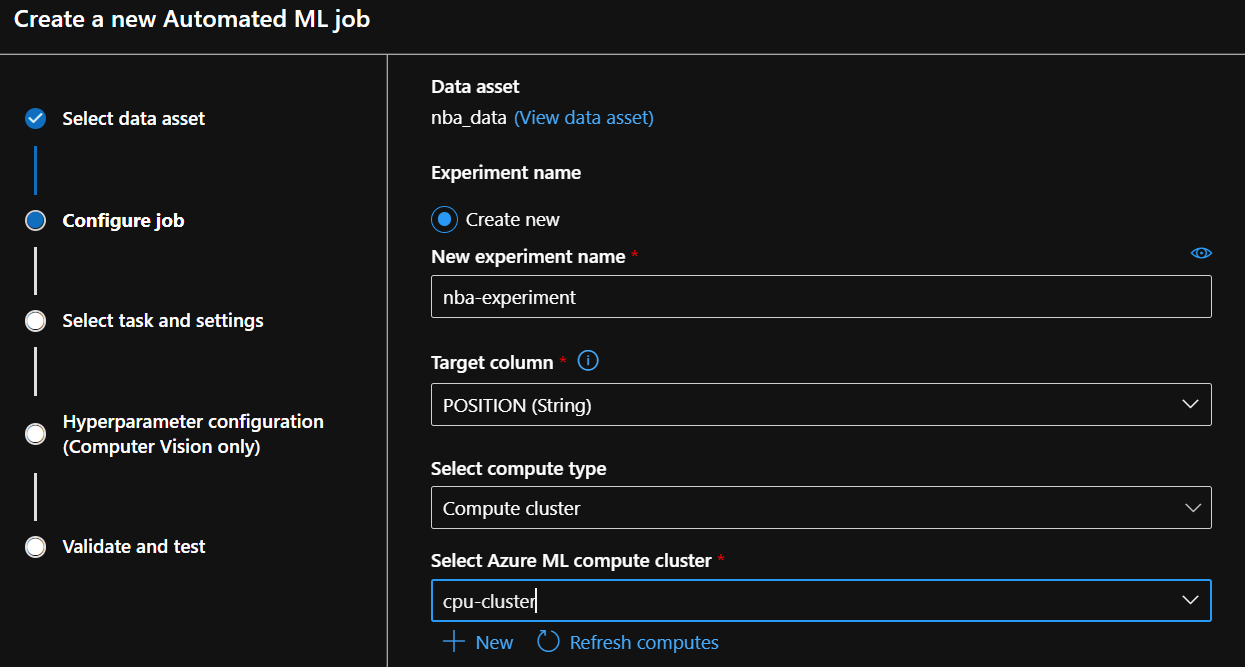 Create a new Automated ML job
Select data asset
Configure job
Select task and settings
Hyperparameter configuration
(Computer Vision only)
Validate and test
Data asset
nba_data (View data asset)
Experiment name
Create new
New experiment name *
nba-experiment
Target column *
POSITION (String)
Select compute type
Compute cluster
Select Azure ML compute cluster *
cpu-cluster
New Refresh computes